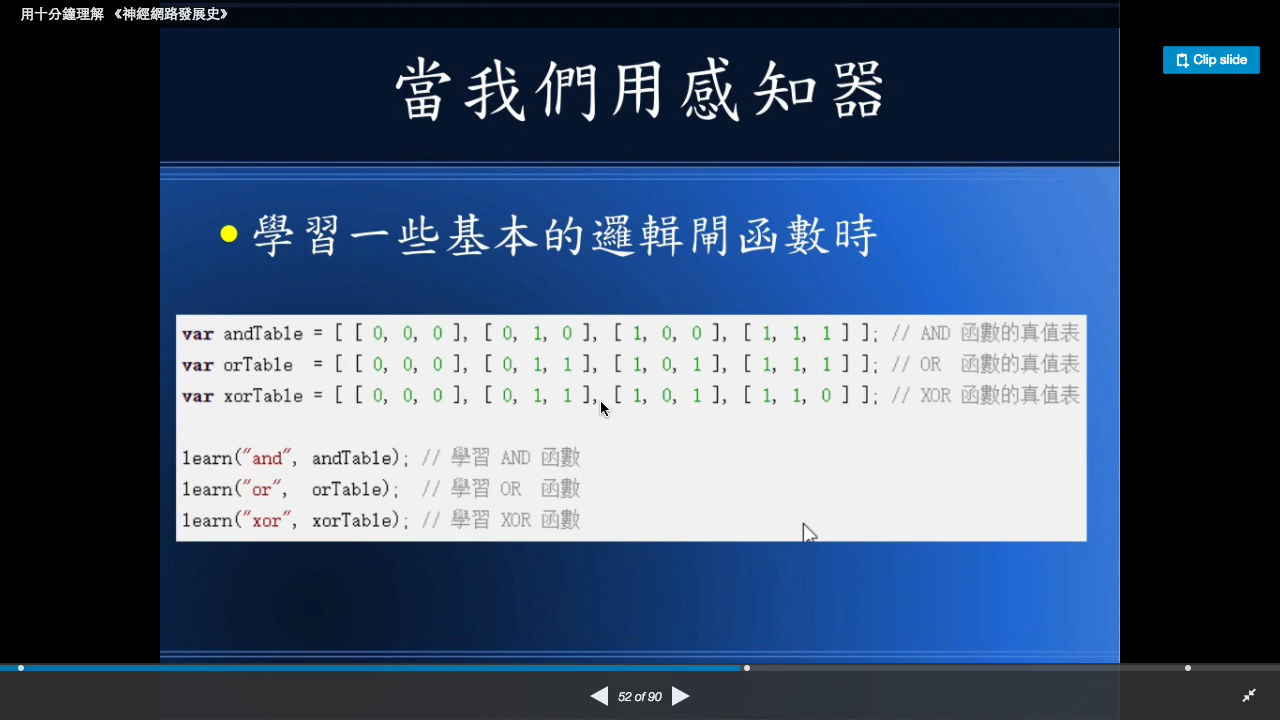 用十分鐘理解 《神經網路發展史》
Clip slide
當我們用感知器
學習一些基本的邏輯閘函數時
var andTable = [ [ 0, 0, 0 ], [ 0, 1, 0 ], [ 1, 0, 0 ], [ 1, 1, 1 ] ]; // AND 函數的真值表
var orTable  = [ [ 0, 0, 0 ], [ 0, 1, 1 ], [ 1, 0, 1 ], [ 1, 1, 1 ] ]; // OR  函數的真值表
var xorTable = [ [ 0, 0, 0 ], [ 0, 1, 1 ], [ 1, 0, 1 ], [ 1, 1, 0 ] ]; // XOR 函數的真值表
learn("and", andTable); // 學習 AND 函數
learn("or",  orTable);  // 學習 OR  函數
learn("xor", xorTable); // 學習 XOR 函數
52 of 90